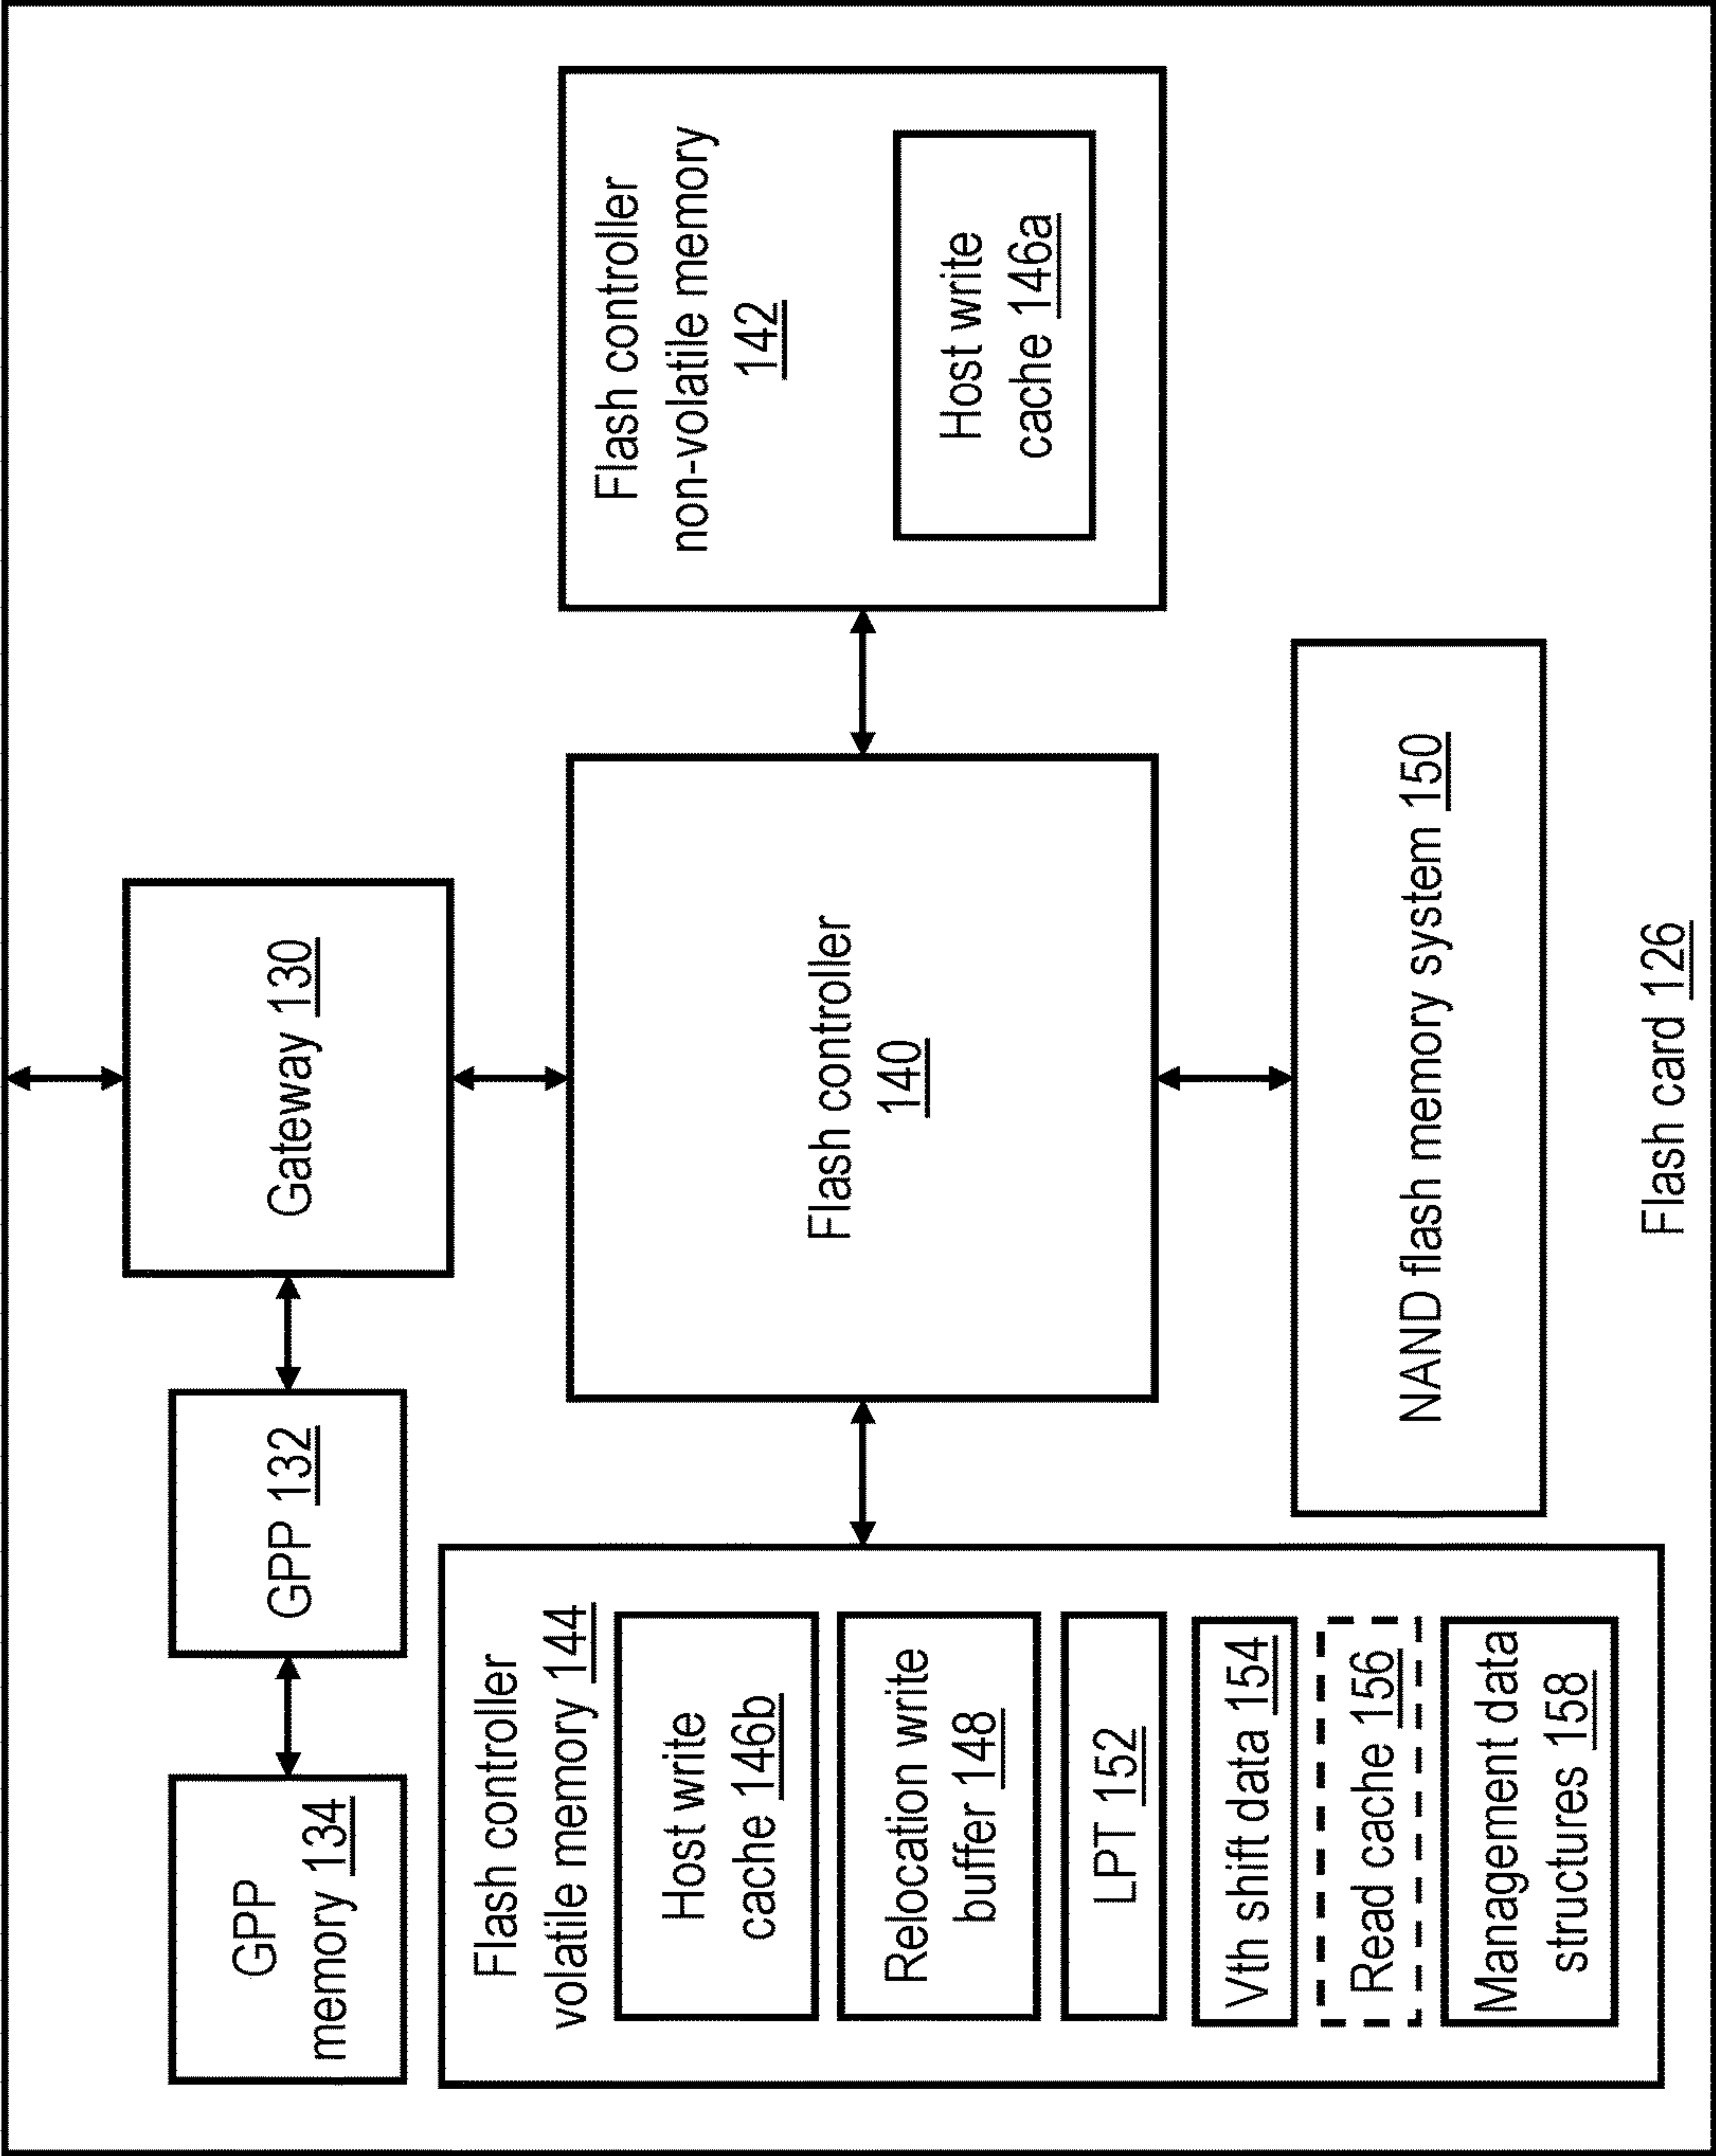 GPP
memory 134
GPP 132
Gateway 130
Flash controller
volatile memory 144
Host write
cache 146b
Relocation write
buffer 148
LPT 152
Vth shift data 154
Read cache 156
Management data
structures 158
Flash controller
140
Flash controller
non-volatile memory
142
Host write
cache 146a
NAND flash memory system 150
Flash card 126